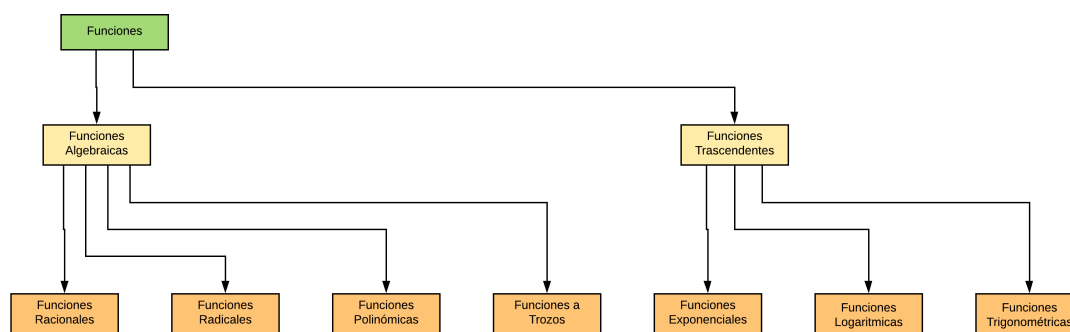 Funciones
Funciones
Algebraicas
Funciones
Trascendentes
Funciones
Racionales
Funciones
Radicales
Funciones
Polinómicas
Funciones a
Trozos
Funciones
Exponenciales
Funciones
Logaritmicas
Funciones
Trigonométricas